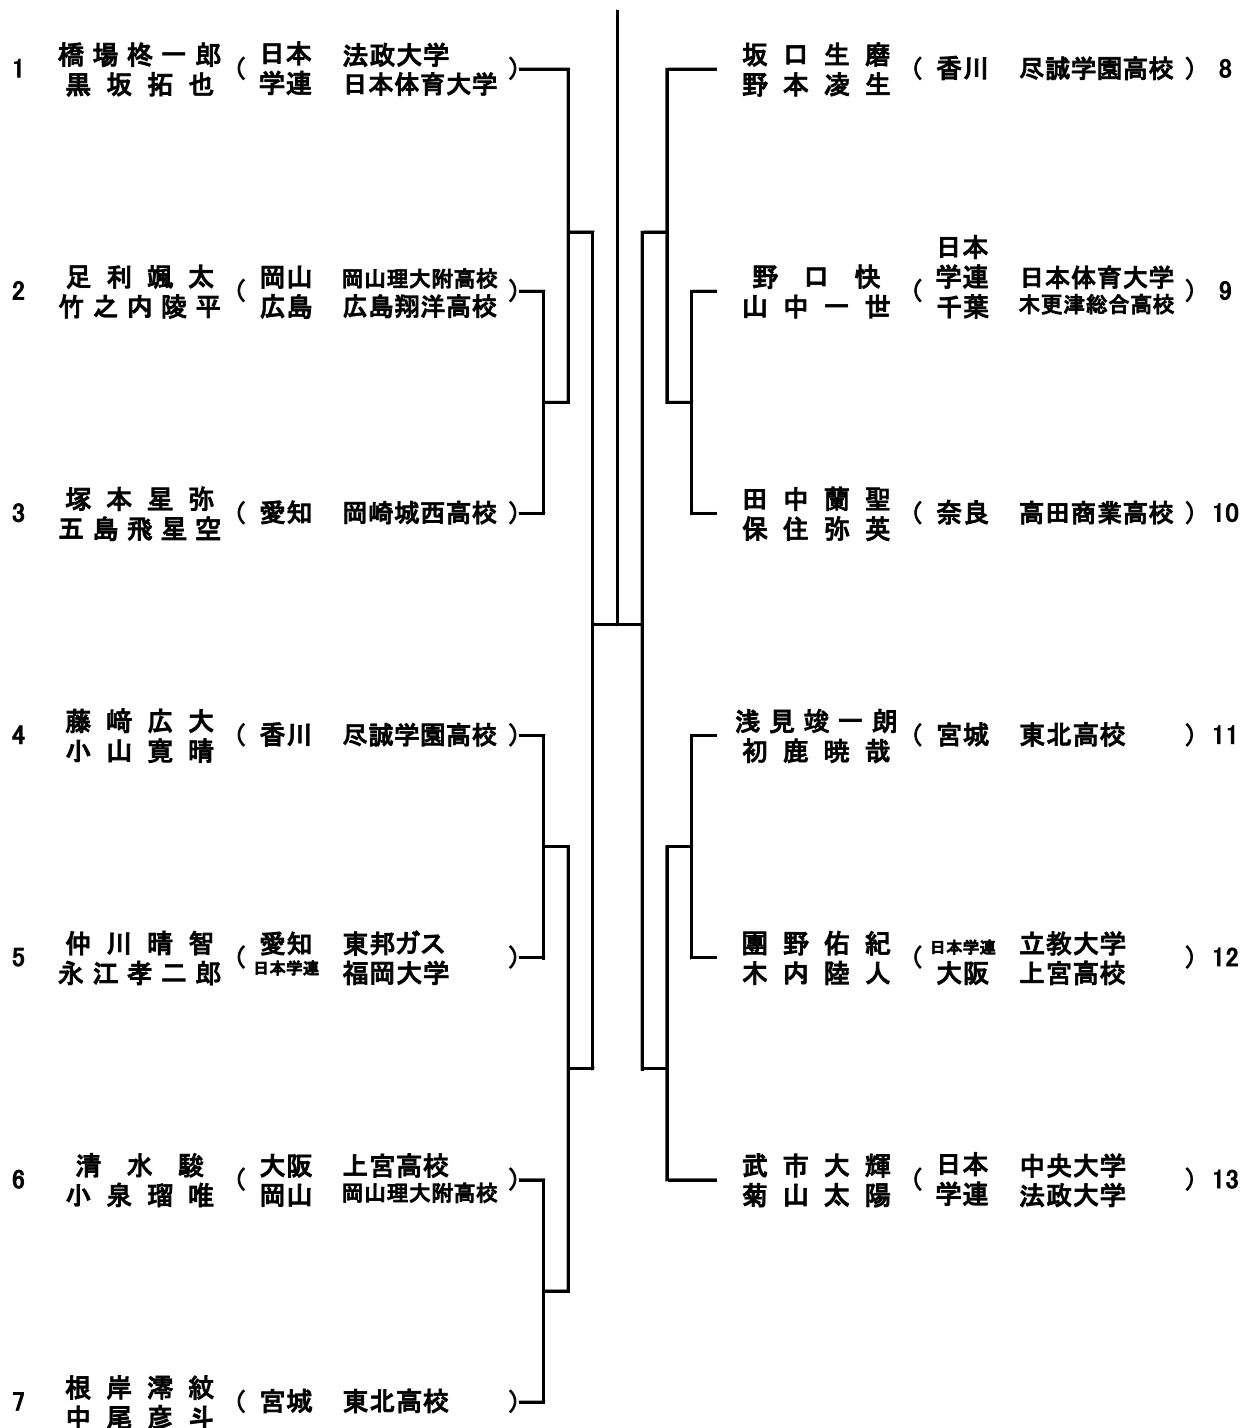 1 橋場柊一郎 ( 日本 法政大学 )
黒坂拓也 学連 日本体育大学
2 足利颯太 ( 岡山 岡山理大附高校 )
竹之内陵平 広島 広島翔洋高校
3 塚本星弥 ( 愛知 岡崎城西高校 )
五島飛星空
4 藤﨑広大 ( 香川 尽誠学園高校 )
小山寛晴
5 仲川晴智 ( 愛知 東邦ガス )
永江孝二郎 日本学連 福岡大学
6 清水駿 ( 大阪 上宮高校 )
小泉瑠唯 岡山 岡山理大附高校
7 根岸澪紋 ( 宮城 東北高校 )
中尾彦斗
坂口生磨 ( 香川 尽誠学園高校 ) 8
野本凌生
日本
野口快 ( 学連 日本体育大学 ) 9
山中一世 千葉 木更津総合高校
田中蘭聖 ( 奈良 高田商業高校 ) 10
保住弥英
浅見竣一朗 ( 宮城 東北高校 ) 11
初鹿暁哉
團野佑紀 ( 日本学連 立教大学 ) 12
木内陸人 大阪 上宮高校
武市大輝 ( 日本 中央大学 ) 13
菊山太陽 学連 法政大学